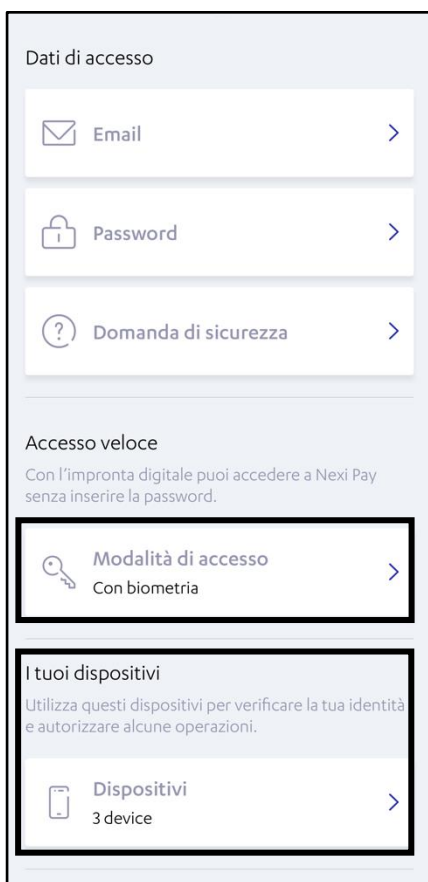 Dati di accesso
Email
Password
Domanda di sicurezza
Accesso veloce
Con l'impronta digitale puoi accedere a Nexi Pay
senza inserire la password.
Modalità di accesso
Con biometria
I tuoi dispositivi
Utilizza questi dispositivi per verificare la tua identità
e autorizzare alcune operazioni.
Dispositivi
3 device